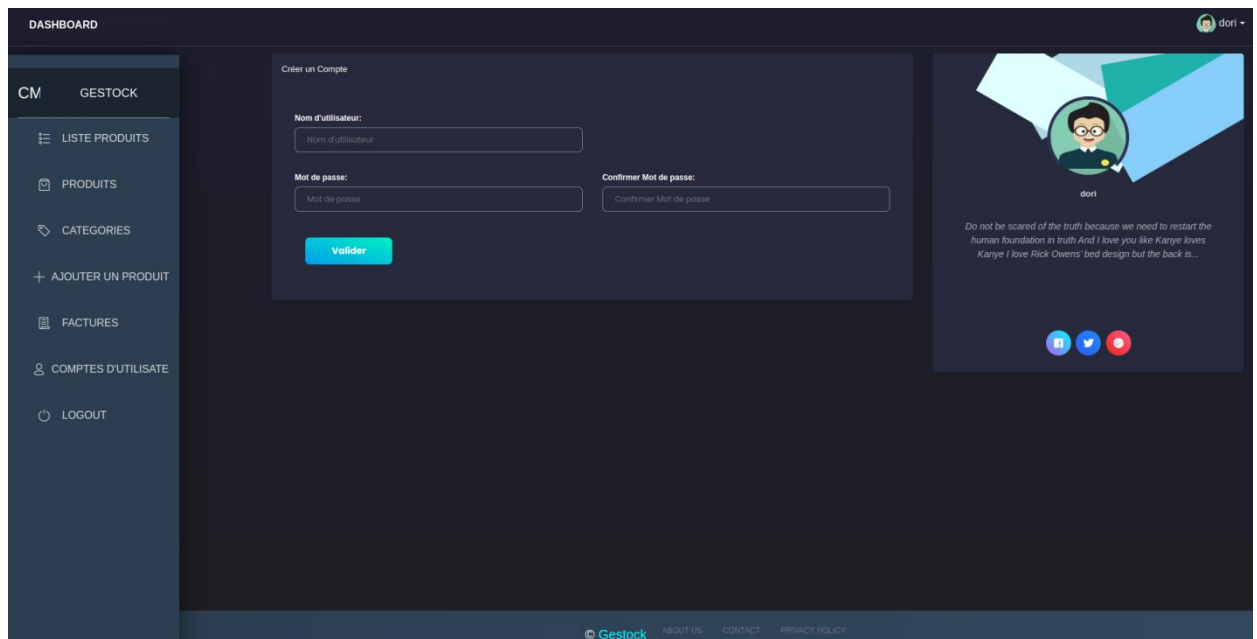 DASHBOARD
dori
CM GESTOCK
LISTE PRODUITS
PRODUITS
CATEGORIES
AJOUTER UN PRODUIT
FACTURES
COMPTES D'UTILISATE
LOGOUT
Créer un Compte
Nom d'utilisateur:
Nom d'utilisateur
Mot de passe: Confirmer Mot de passe:
Mot de passe Confirmer Mot de passe
Valider
dori
Do not be scared of the truth because we need to restart the
human foundation in truth And I love you like Kanye loves
Kanye I love Rick Owens' bed design but the back is...
© Gestock ABOUT US CONTACT PRIVACY POLICY